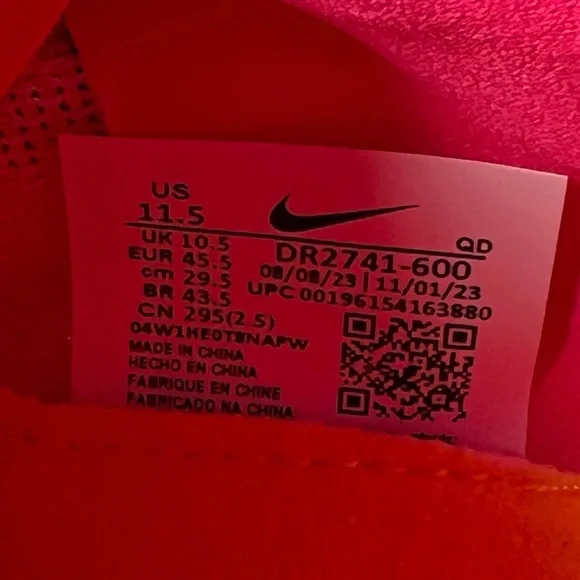 US
11.5
UK 10.5
EUR 45.5
cm 29.5
BR 43.5
CN 295(2.5)
QD
DR2741-600
08/08/23 | 11/01/23
UPC 00196154163880
MADE IN CHINA
HECHO EN CHINA
FABRIQUE EN CHINE
FABRICADO NA CHINA